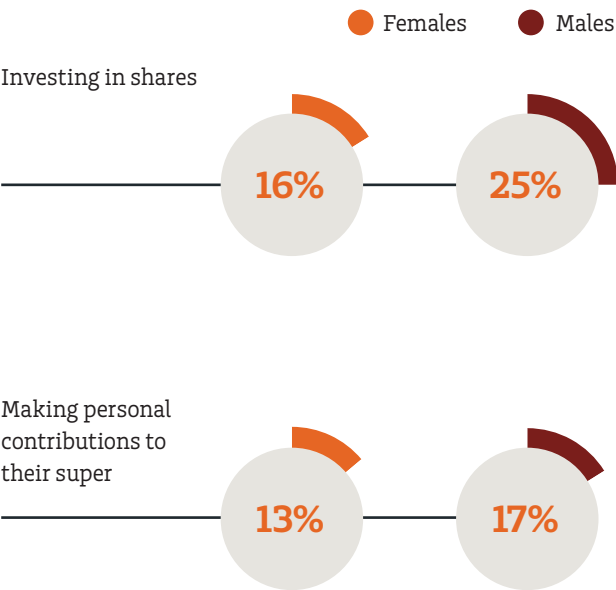 Females
Males
Investing in shares
16%
25%
Making personal
contributions to
their super
13%
17%